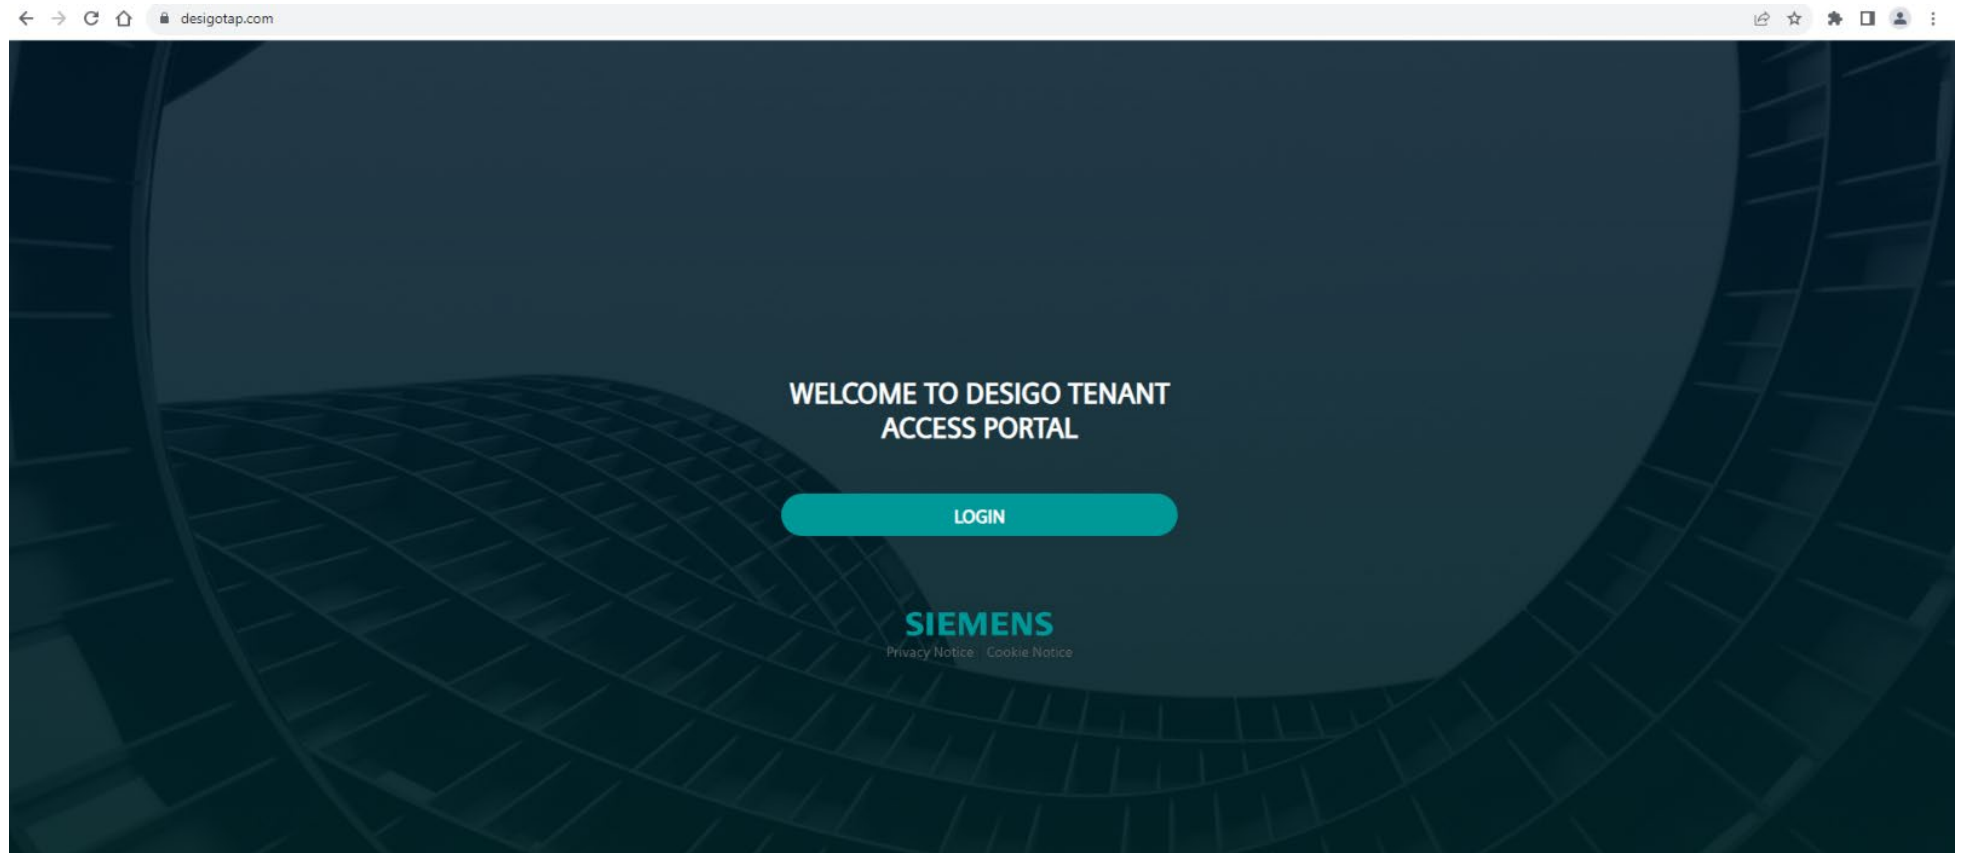 desigotap.com
WELCOME TO DESIGO TENANT
ACCESS PORTAL
LOGIN
SIEMENS
Privacy Notice Cookie Notice